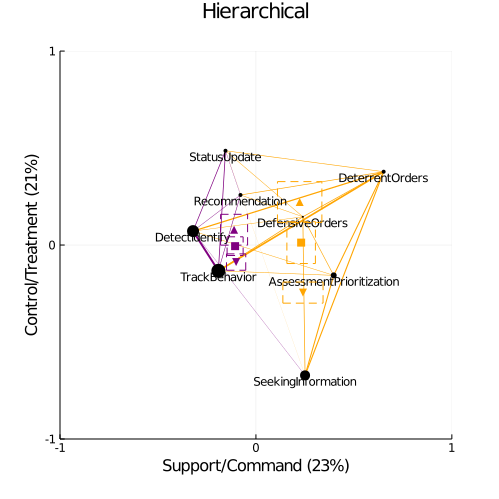 Hierarchical
1
StatusUpdate
DeterrentOrders
Recommendation
DefensiveOrders
DetectIdentify
0
TrackBehavior
AssessmentPrioritization
SeekingInformation
-1
-1
0
1
Control/Treatment (21%)
Support/Command (23%)